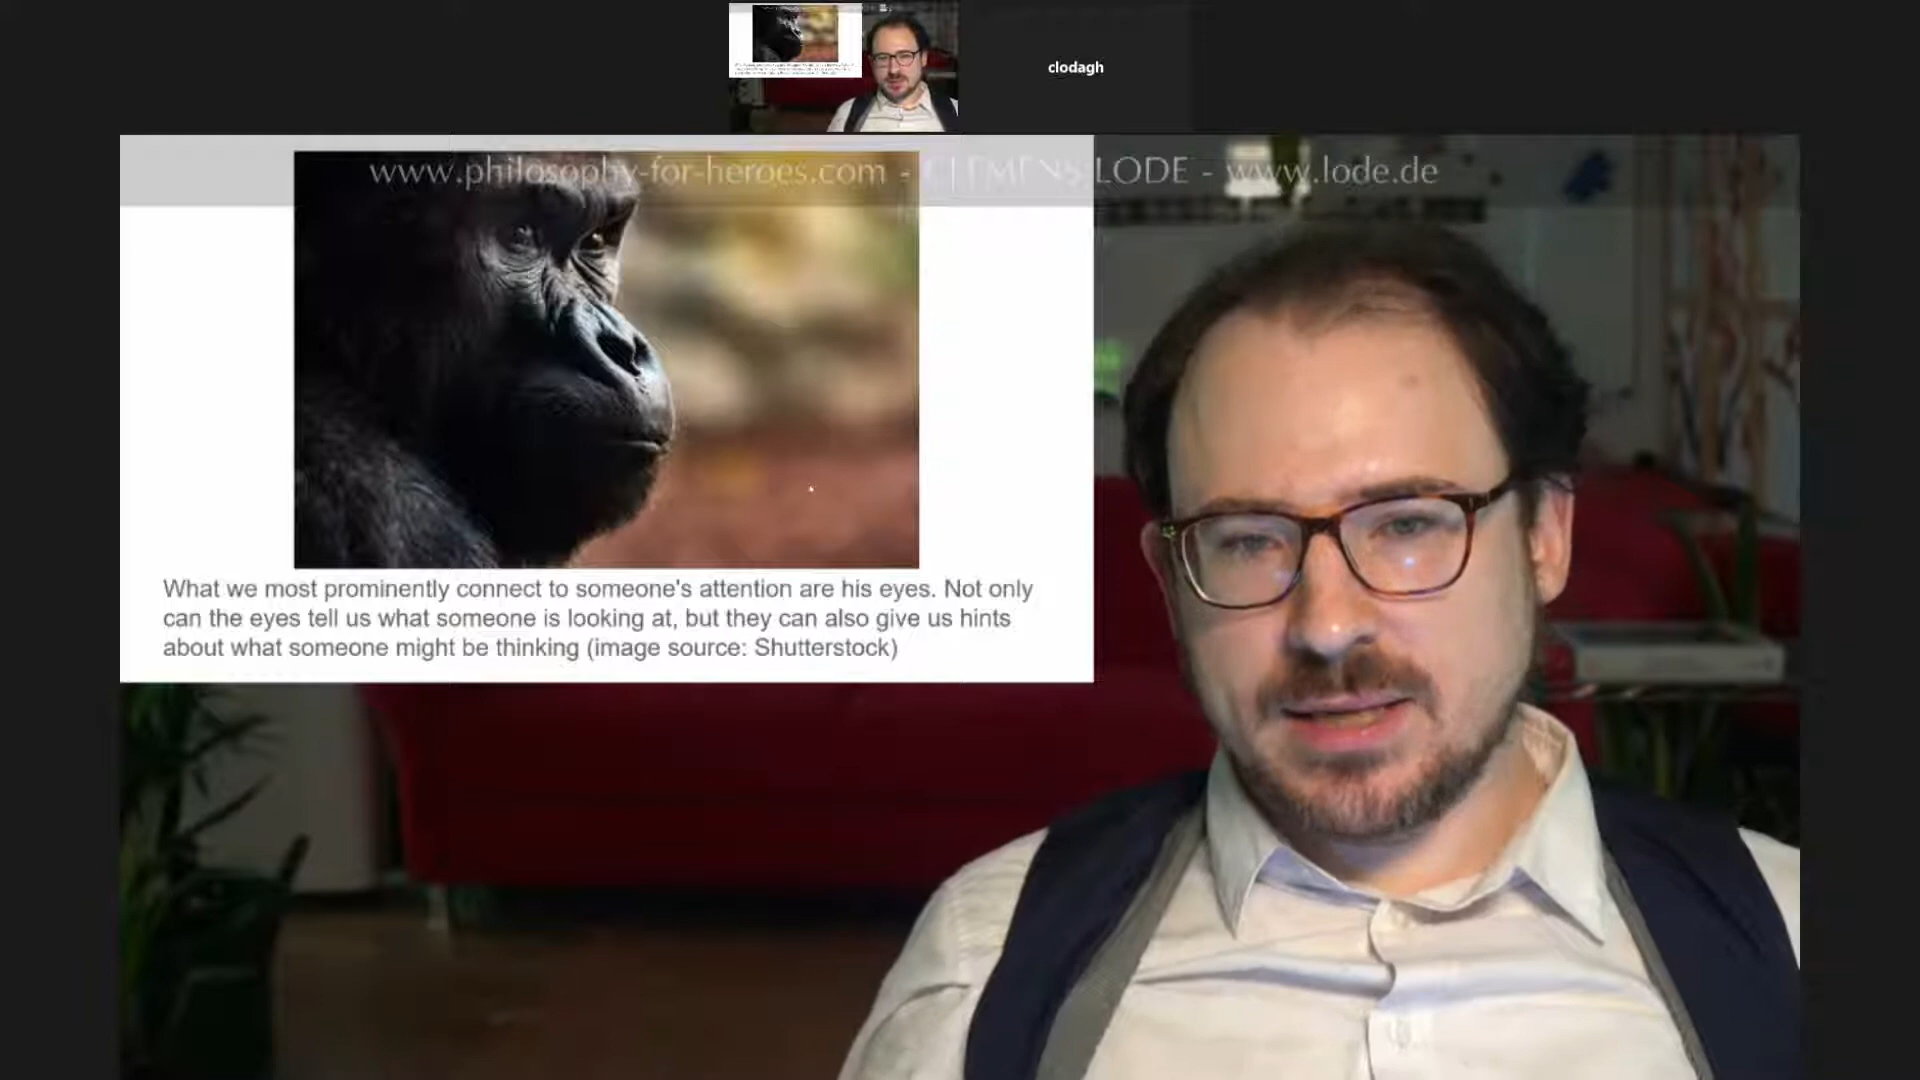 clodagh
www.philosophy-for-heroes.com - CLEMENS LODE - www.lode.de
What we most prominently connect to someone's attention are his eyes. Not only
can the eyes tell us what someone is looking at, but they can also give us hints
about what someone might be thinking (image source: Shutterstock)